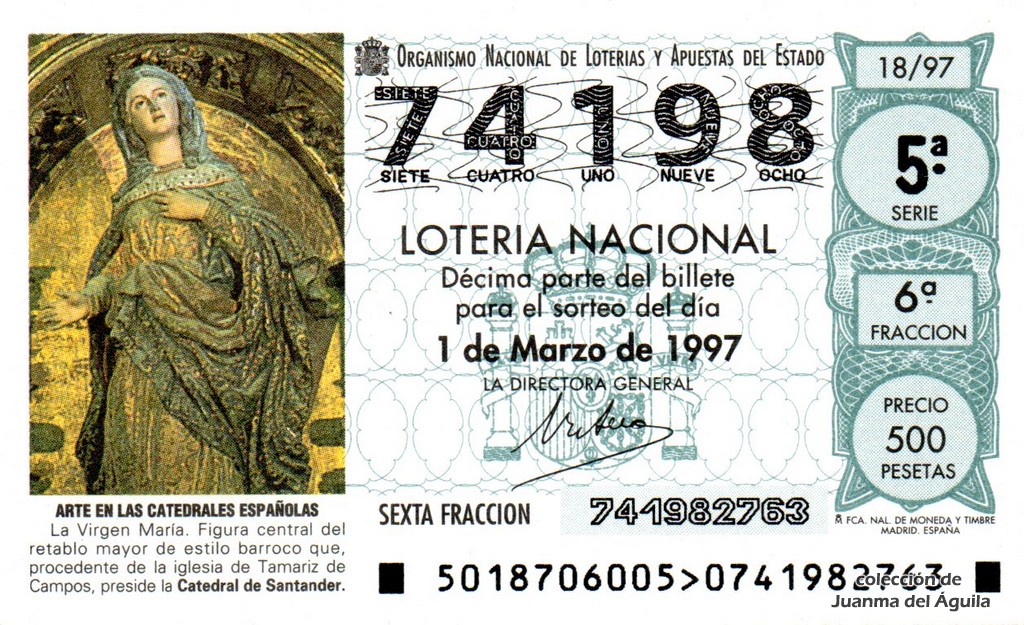 ORGANISMO NACIONAL DE LOTERIAS Y APUESTAS DEL ESTADO
74198
SIETE CUATRO UNO NUEVE OCHO
LOTERIA NACIONAL
Décima parte del billete
para el sorteo del día
1 de Marzo de 1997
LA DIRECTORA GENERAL
SEXTA FRACCION 741982763
5018706005>0741982763
18/97
5ª
SERIE
6ª
FRACCION
PRECIO
500
PESETAS
FCA. NAL. DE MONEDA Y TIMBRE
MADRID. ESPAÑA
ARTE EN LAS CATEDRALES ESPAÑOLAS
La Virgen María. Figura central del
retablo mayor de estilo barroco que,
procedente de la iglesia de Tamariz de
Campos, preside la Catedral de Santander.
colección de
Juanma del Águila